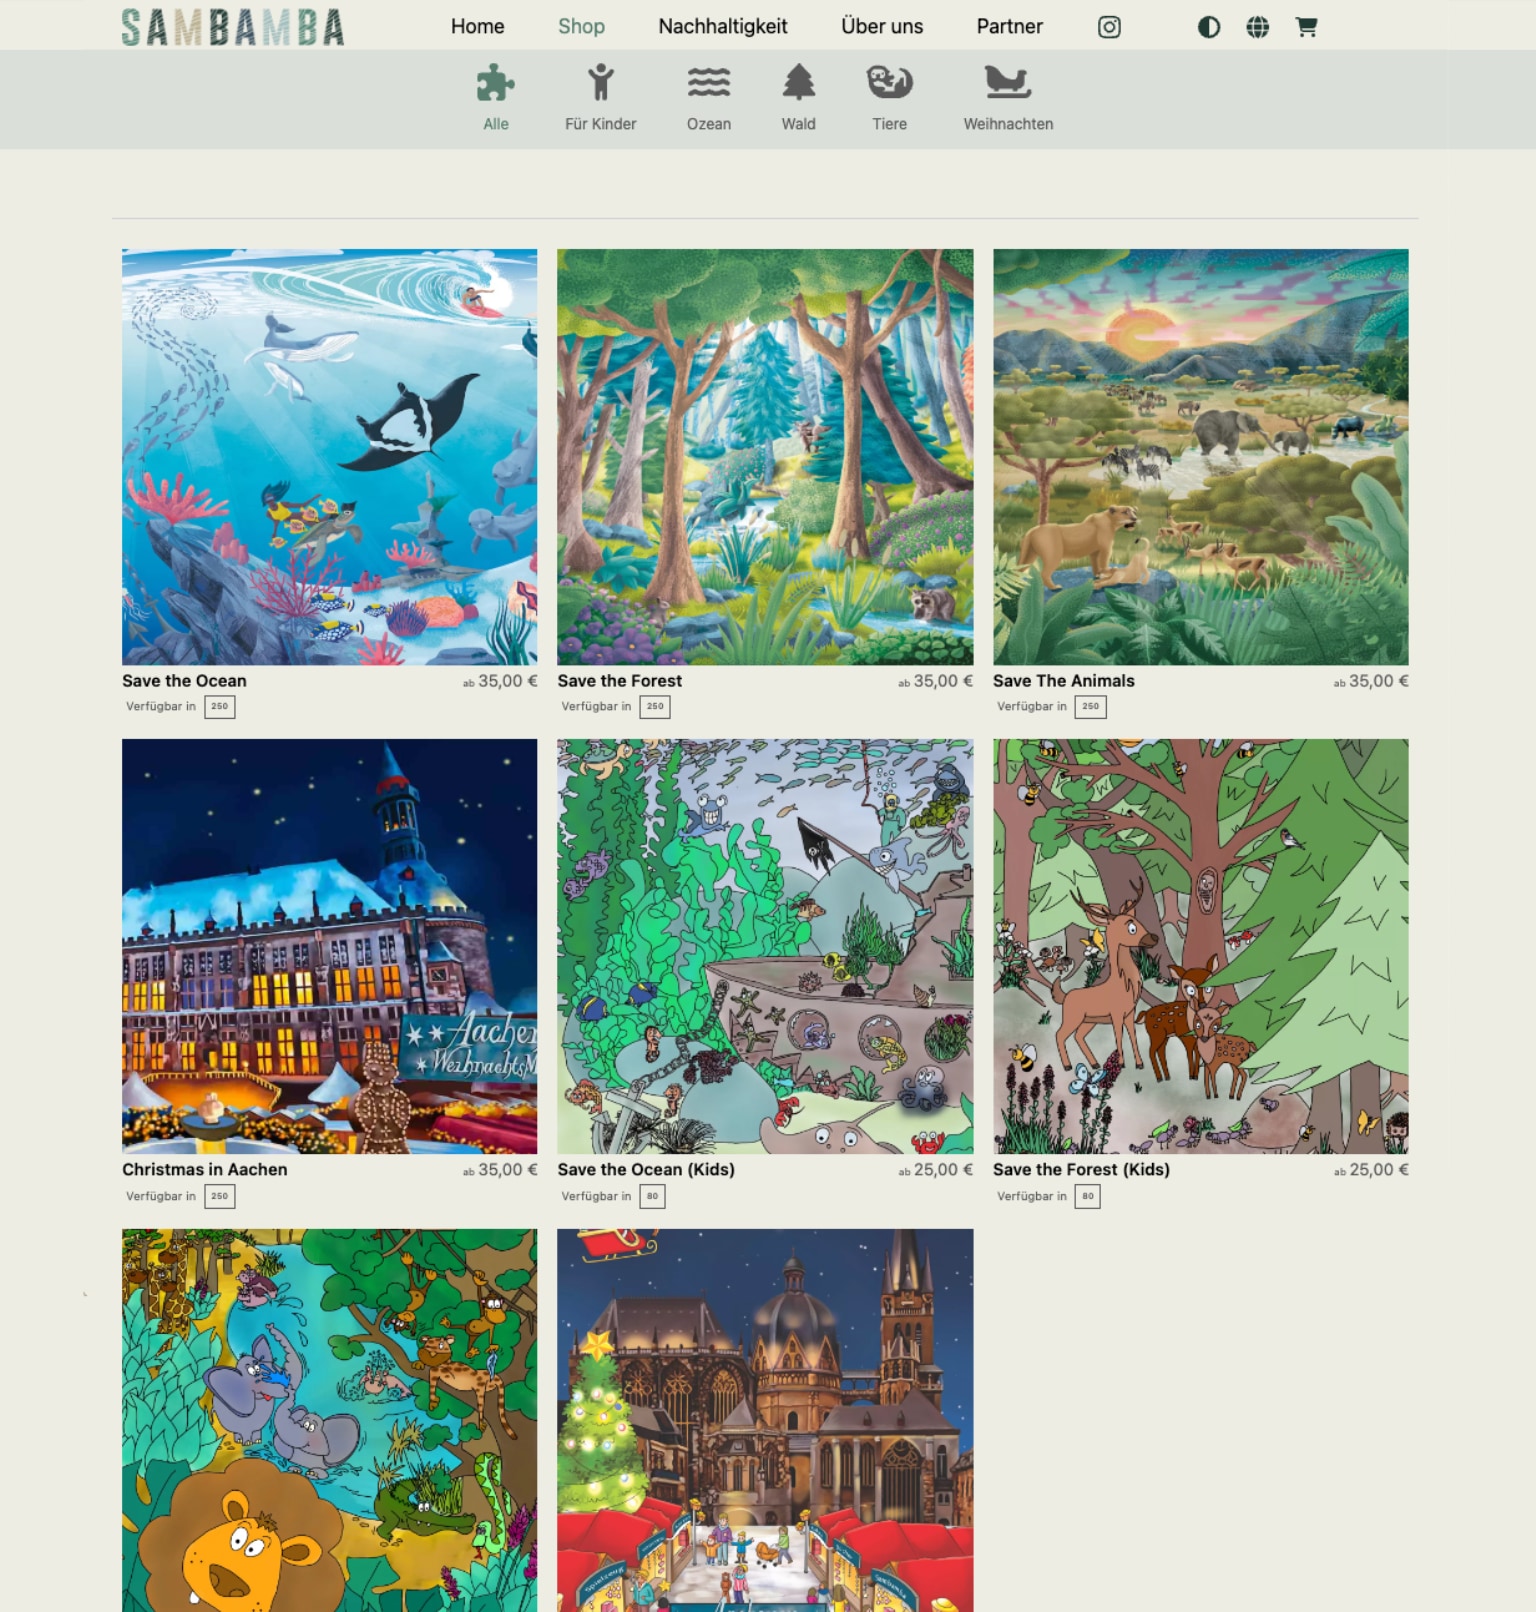 SAMBAMBA
Home Shop Nachhaltigkeit Über uns Partner
Alle Für Kinder Ozean Wald Tiere Weihnachten
Save the Ocean ab 35,00 €
Verfügbar in 250
Save the Forest ab 35,00 €
Verfügbar in 250
Save The Animals ab 35,00 €
Verfügbar in 250
Aachen
Weihnachts
Christmas in Aachen ab 35,00 €
Verfügbar in 250
Save the Ocean (Kids) ab 25,00 €
Verfügbar in 80
Save the Forest (Kids) ab 25,00 €
Verfügbar in 80